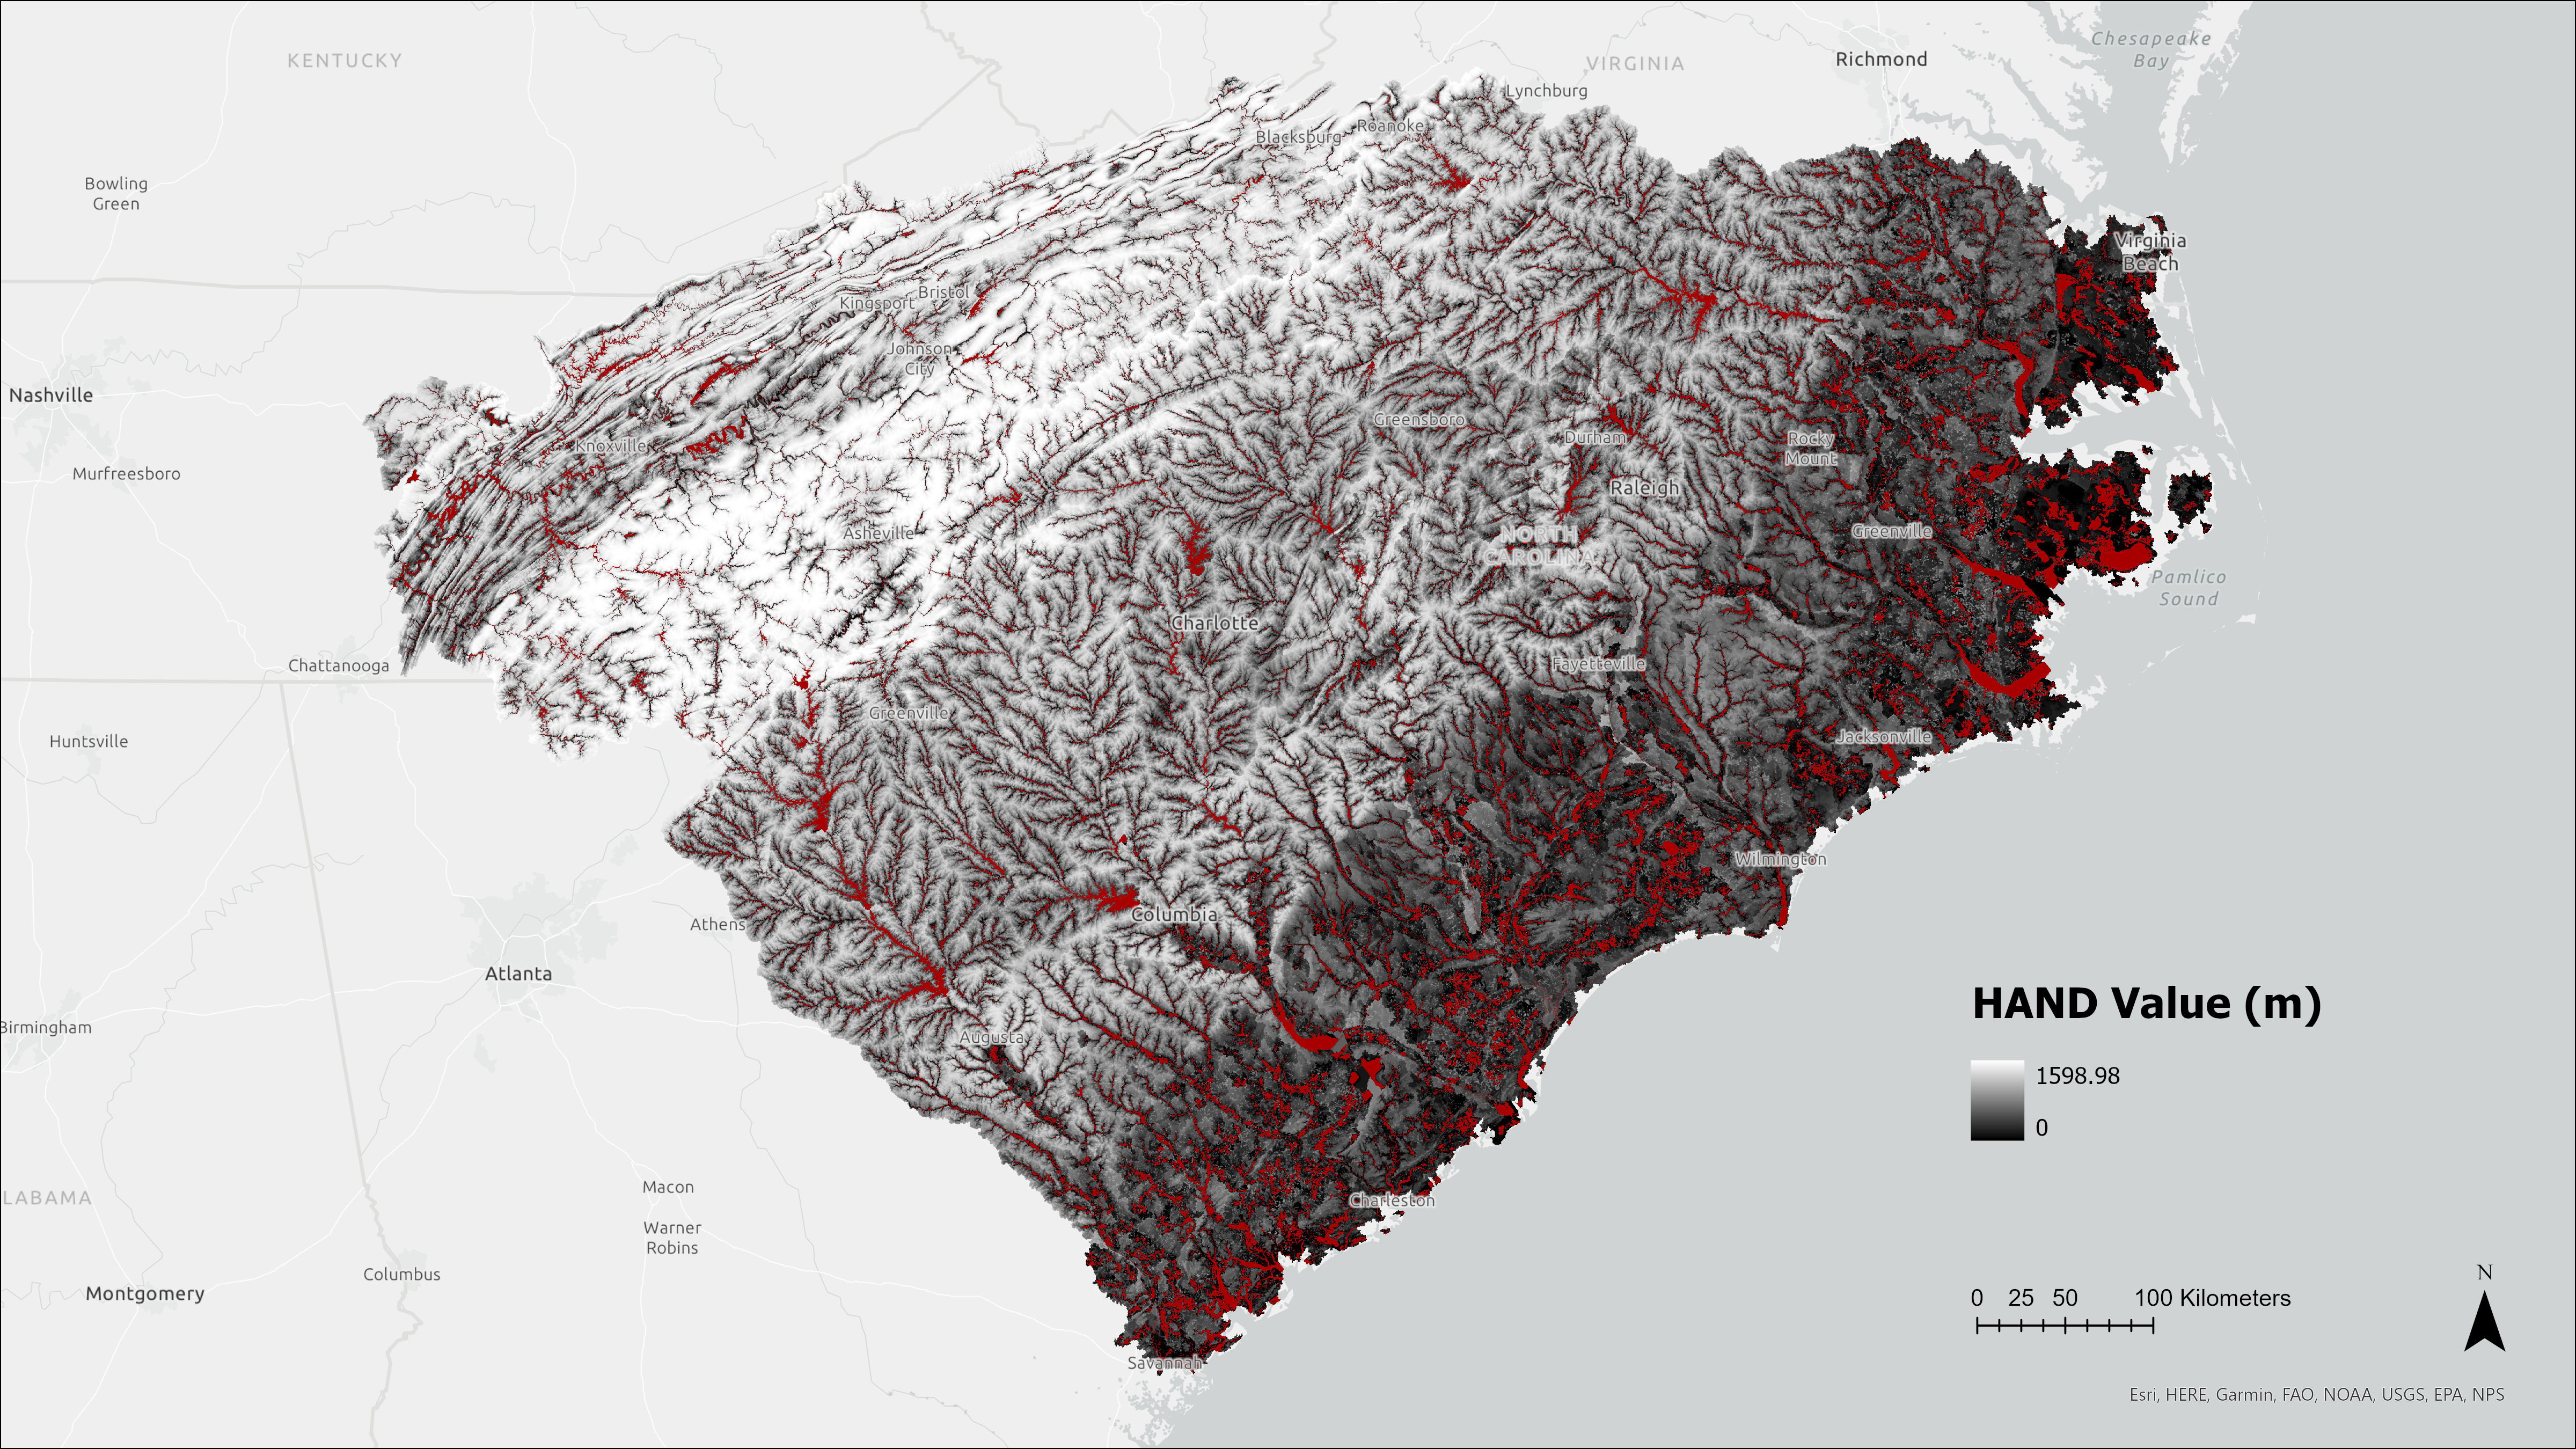 Chesapeake
Bay
KENTUCKY
VIRGINIA
Richmond
Lynchburg
Roanoke
Blacksburg
Bowling
Green
Virginia
Beach
Bristol
Kingsport
Johnson
City
Nashville
Greensboro
Durham
Rocky
Mount
Knoxville
Murfreesboro
Raleigh
Asheville
NORTH
CAROLINA
Greenville
Pamlico
Sound
Charlotte
Chattanooga
Fayetteville
Greenville
Huntsville
Jacksonville
Wilmington
Columbia
Athens
Atlanta
HAND Value (m)
Birmingham
Augusta
1598.98
0
Macon
LABAMA
Charleston
Warner
Robins
Columbus
Montgomery
N
0 25 50 100 Kilometers
Savannah
Esri, HERE, Garmin, FAO, NOAA, USGS, EPA, NPS